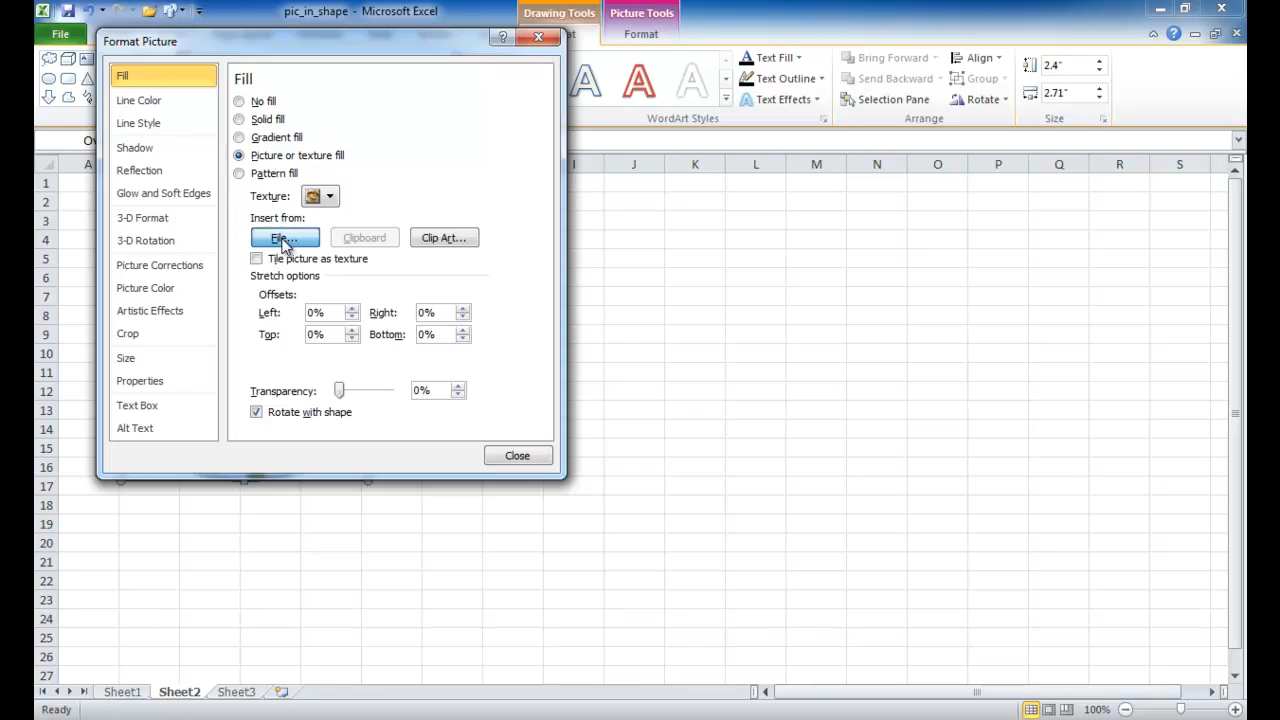 pic_in_shape - Microsoft Excel
Drawing Tools
Picture Tools
File
Format
Format Picture
Fill
Line Color
Line Style
Shadow
Reflection
Glow and Soft Edges
3-D Format
3-D Rotation
Picture Corrections
Picture Color
Artistic Effects
Crop
Size
Properties
Text Box
Alt Text
Fill
No fill
Solid fill
Gradient fill
Picture or texture fill
Pattern fill
Texture:
Insert from:
File... Clipboard Clip Art...
Tile picture as texture
Stretch options
Offsets:
Left: 0% Right: 0%
Top: 0% Bottom: 0%
Transparency: 0%
Rotate with shape
Close
Text Fill
Text Outline
Text Effects
WordArt Styles
Bring Forward
Send Backward
Selection Pane
Align
Group
Rotate
Arrange
2.4"
2.71"
Size
A I J K L M N O P Q R S
1
2
3
4
5
6
7
8
9
10
11
12
13
14
15
16
17
18
19
20
21
22
23
24
25
26
27
Sheet1 Sheet2 Sheet3
Ready 100%